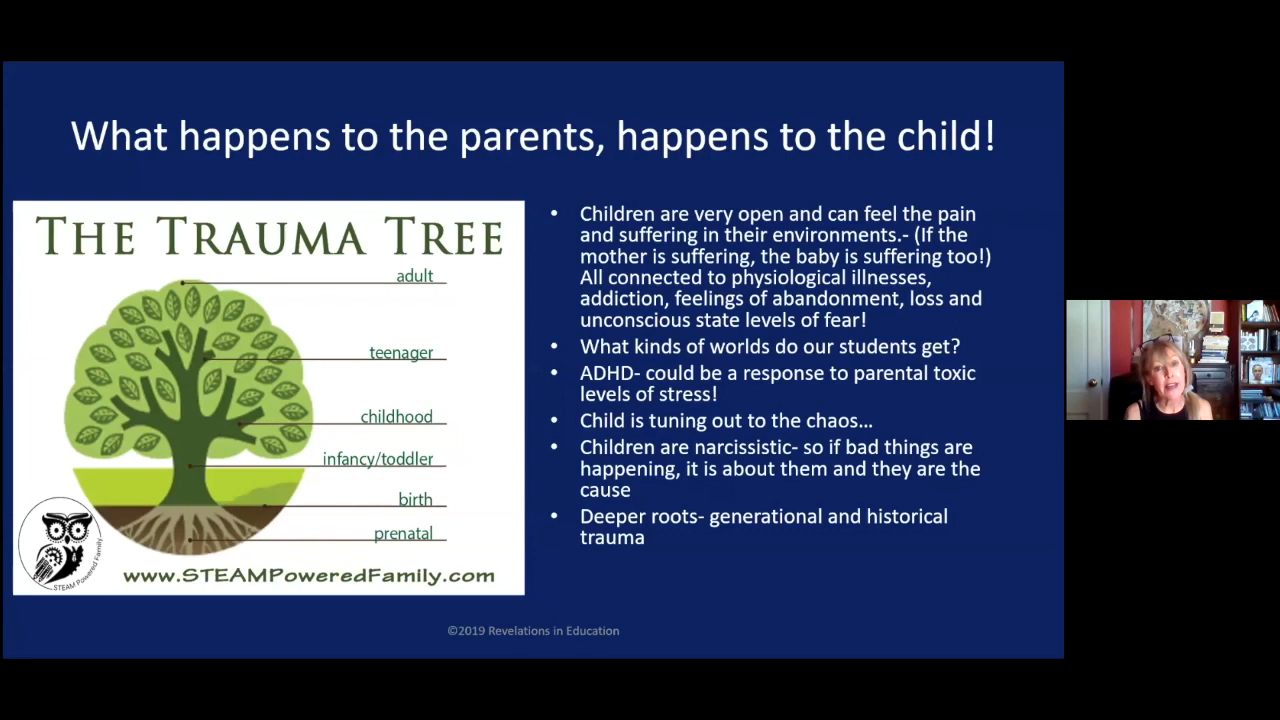 What happens to the parents, happens to the child!
THE TRAUMA TREE
adult
teenager
childhood
infancy/toddler
birth
prenatal
STEAM Powered Family
www.STEAMPoweredFamily.com
• Children are very open and can feel the pain
and suffering in their environments.- (If the
mother is suffering, the baby is suffering too!)
All connected to physiological illnesses,
addiction, feelings of abandonment, loss and
unconscious state levels of fear!
• What kinds of worlds do our students get?
• ADHD- could be a response to parental toxic
levels of stress!
• Child is tuning out to the chaos…
• Children are narcissistic- so if bad things are
happening, it is about them and they are the
cause
• Deeper roots- generational and historical
trauma
©2019 Revelations in Education